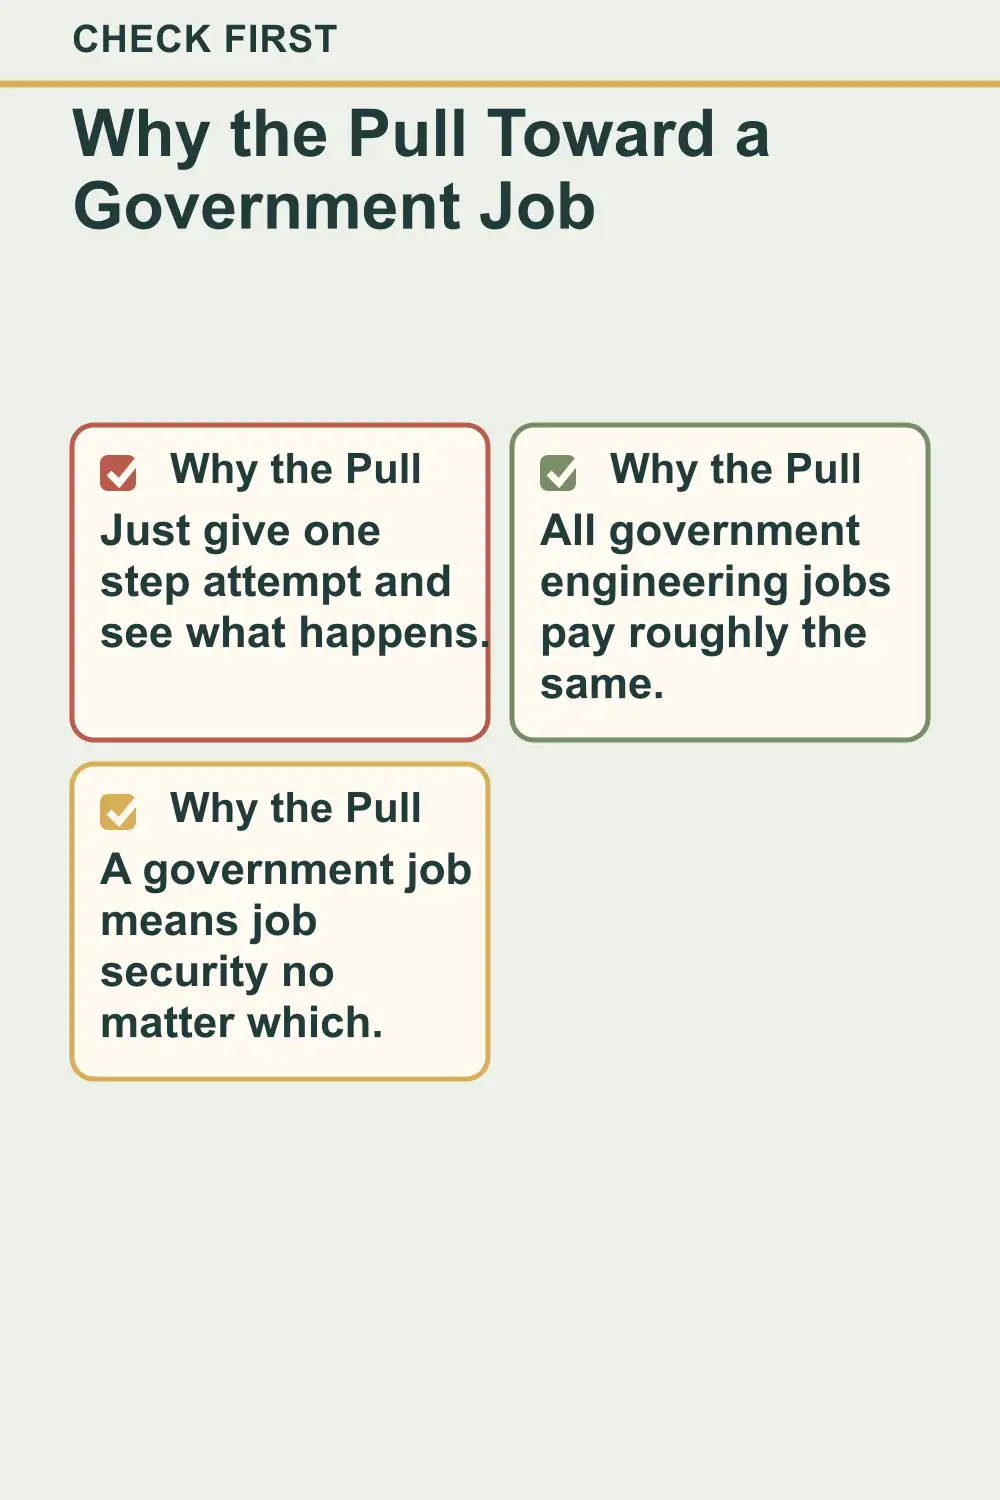 CHECK FIRST
Why the Pull Toward a
Government Job
Why the Pull
Just give one
step attempt and
see what happens.
Why the Pull
All government
engineering jobs
pay roughly the
same.
Why the Pull
A government job
means job
security no
matter which.